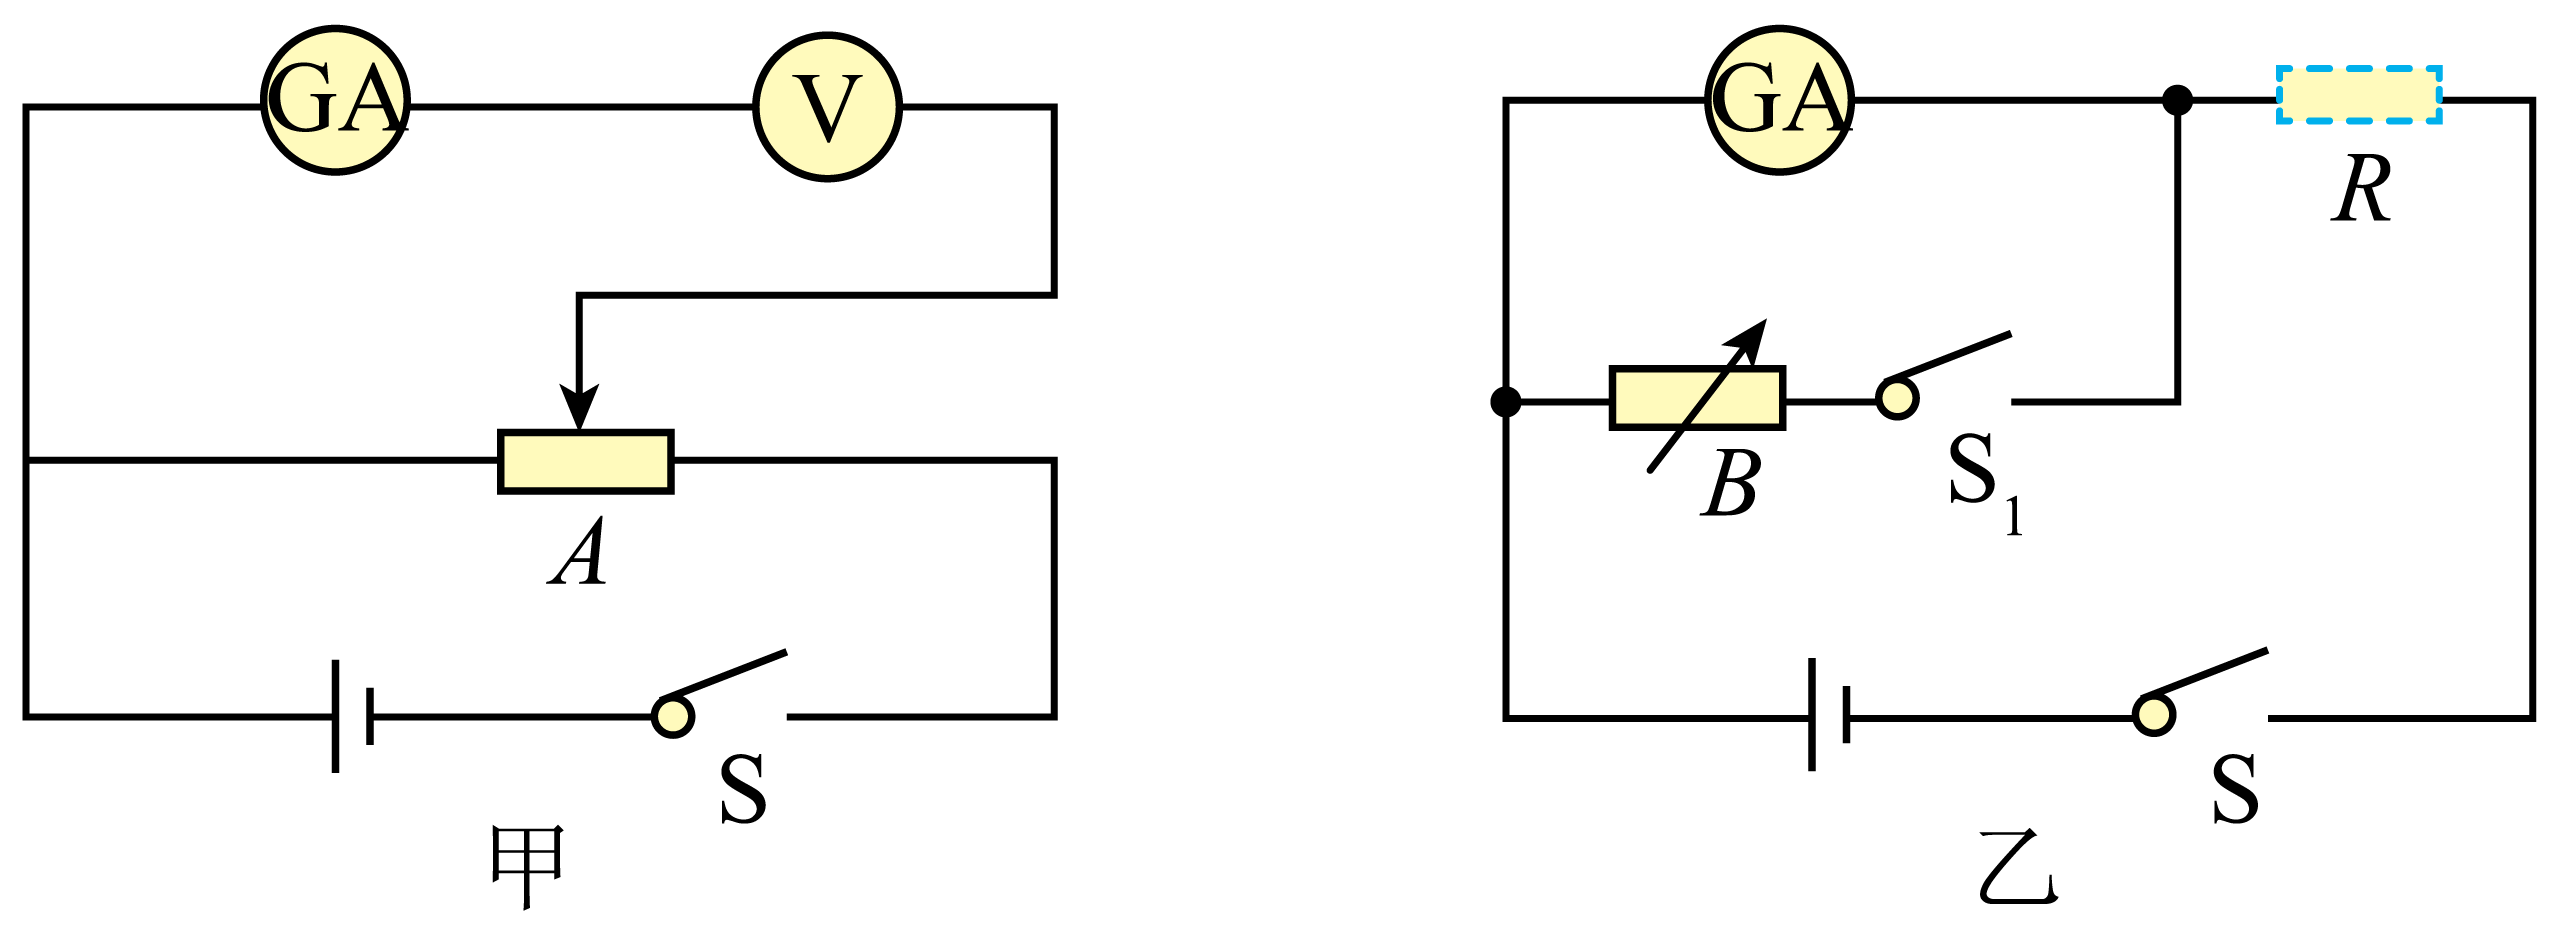 GA V GA R
B S1
A
S S
甲 乙